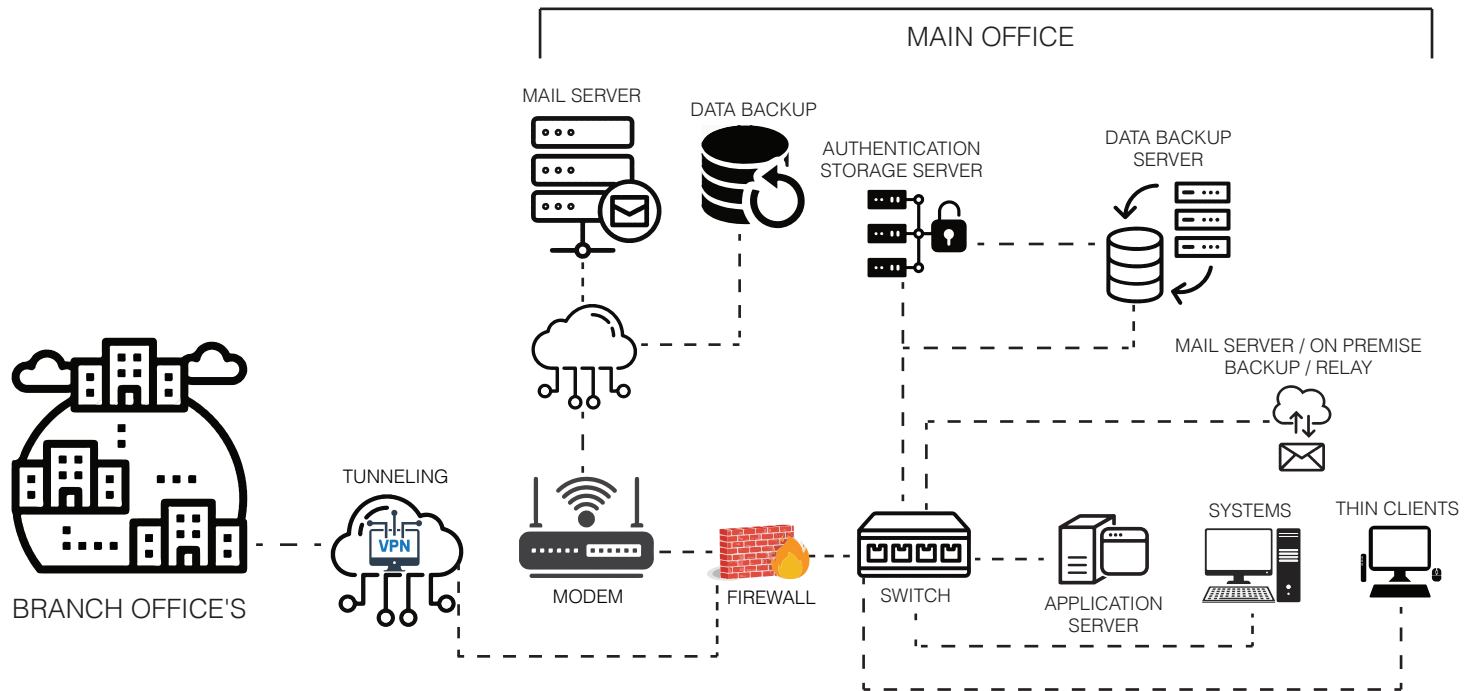 MAIN OFFICE
MAIL SERVER
DATA BACKUP
AUTHENTICATION
STORAGE SERVER
DATA BACKUP
SERVER
MAIL SERVER / ON PREMISE
BACKUP / RELAY
TUNNELING
VPN
SYSTEMS
THIN CLIENTS
BRANCH OFFICE'S
MODEM
FIREWALL
SWITCH
APPLICATION
SERVER